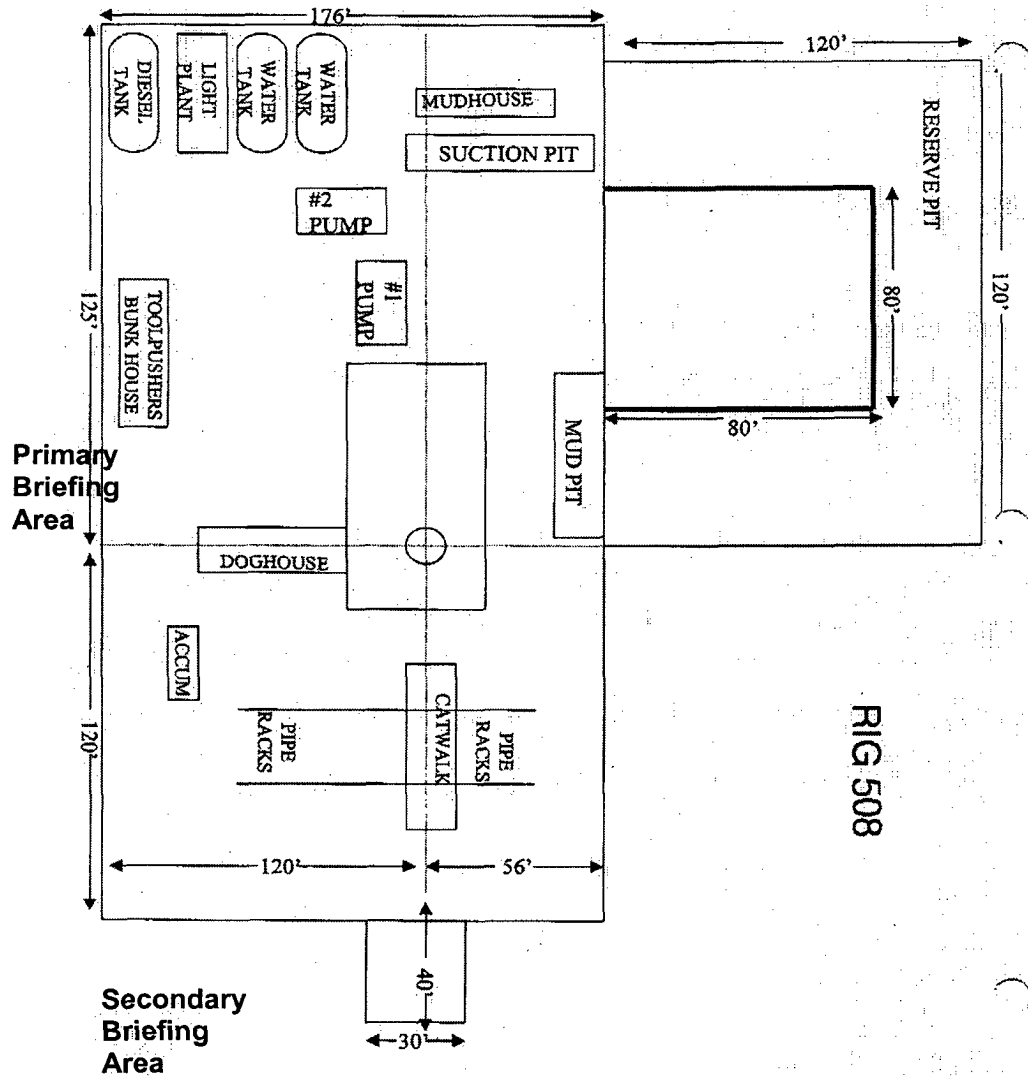 176'
120'
DIESEL
TANK
LIGHT
PLANT
WATER
TANK
WATER
TANK
MUDHOUSE
SUCTION PIT
RESERVE PIT
#2
PUMP
#1
PUMP
125'
TOOLPUSHERS
BUNK HOUSE
80'
120'
80'
MUD PIT
Primary
Briefing
Area
DOGHOUSE
ACCUM
120'
PIPE
RACKS
CATWALK
PIPE
RACKS
RIG 508
120'
56'
40'
30'
Secondary
Briefing
Area